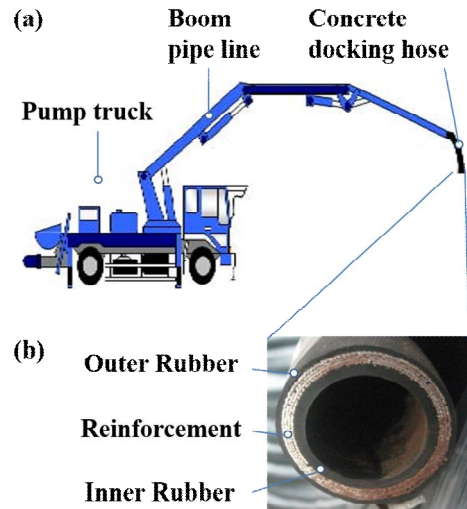 (a)
Boom
pipe line
Concrete
docking hose
Pump truck
(b)
Outer Rubber
Reinforcement
Inner Rubber